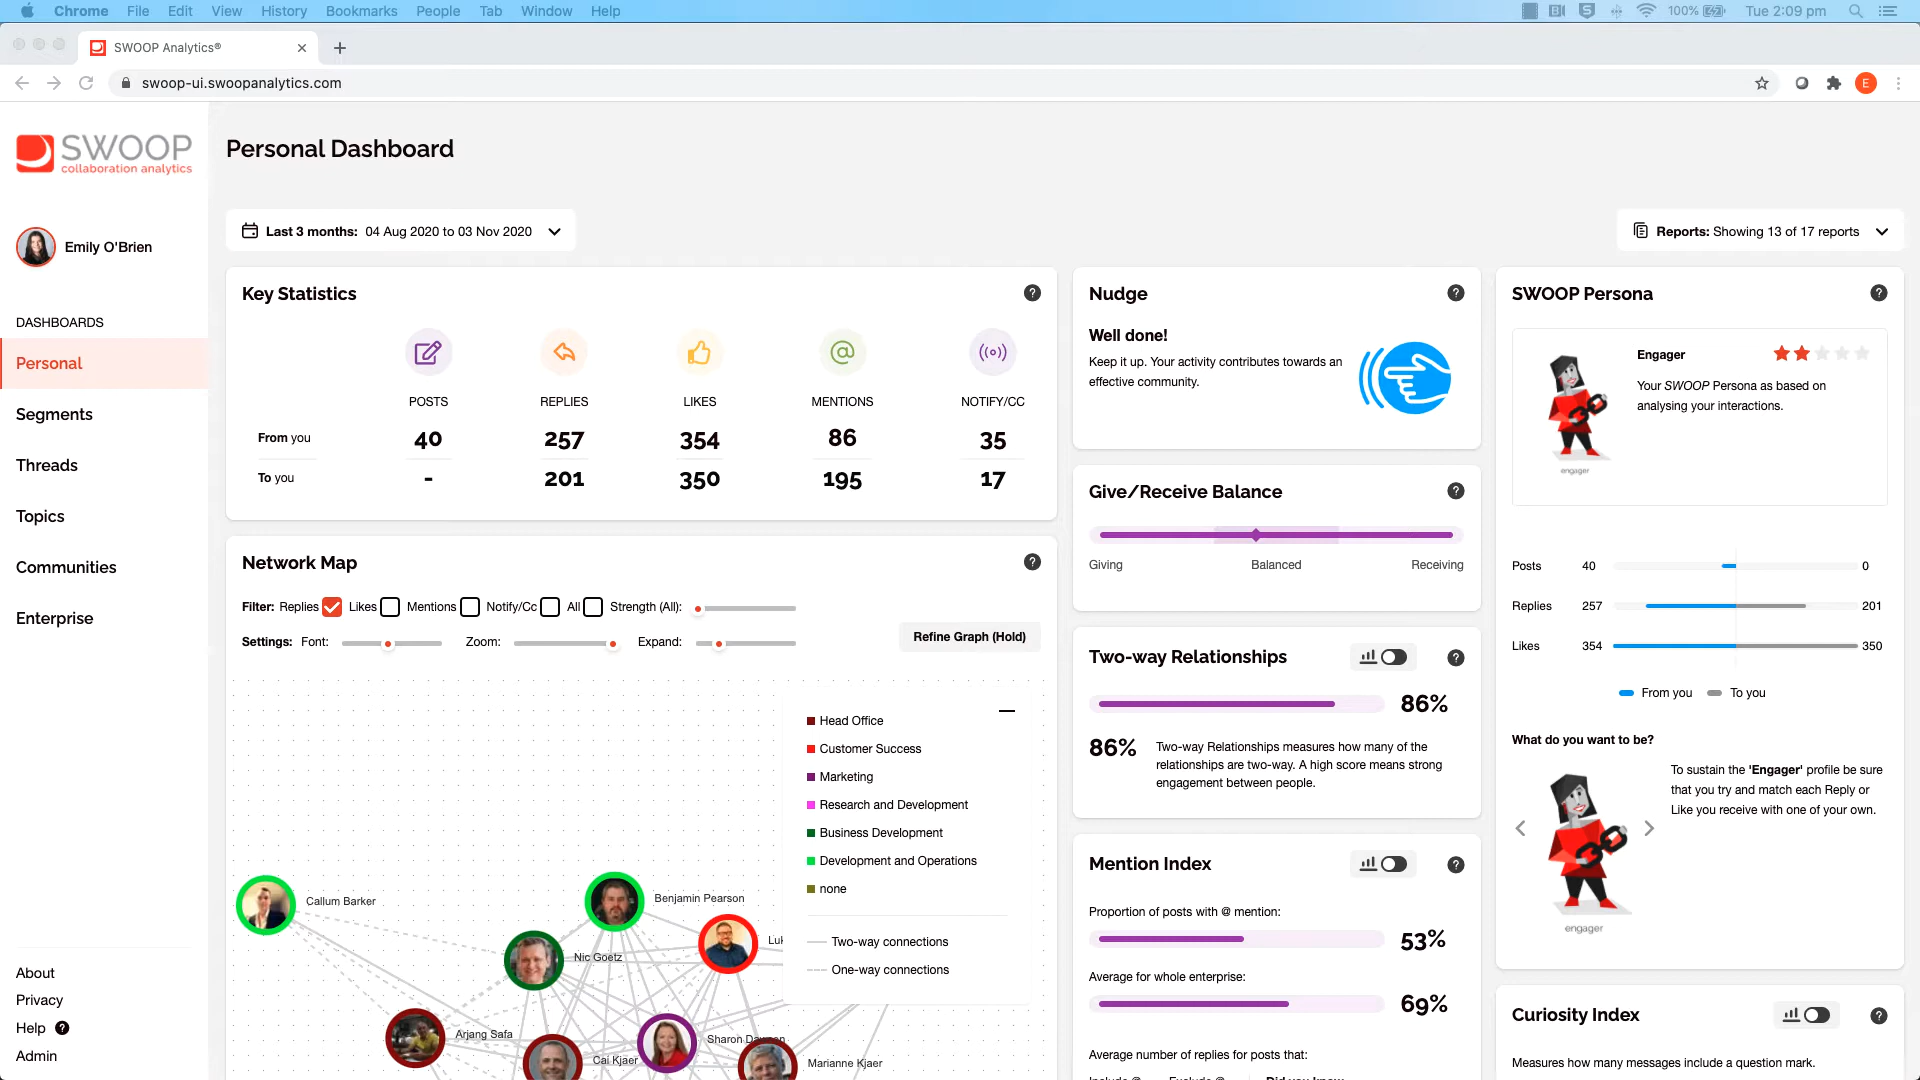 Chrome File Edit View History Bookmarks People Tab Window Help
100% Tue 2:09 pm
SWOOP Analytics®
swoop-ui.swoopanalytics.com
E
SWOOP
collaboration analytics
Emily O'Brien
DASHBOARDS
Personal
Segments
Threads
Topics
Communities
Enterprise
About
Privacy
Help ?
Admin
Personal Dashboard
Last 3 months: 04 Aug 2020 to 03 Nov 2020
Reports: Showing 13 of 17 reports
Key Statistics ?
POSTS REPLIES LIKES MENTIONS NOTIFY/CC
From you 40 257 354 86 35
To you - 201 350 195 17
Network Map ?
Filter: Replies Likes Mentions Notify/Cc All Strength (All):
Settings: Font: Zoom: Expand:
Refine Graph (Hold)
Head Office
Customer Success
Marketing
Research and Development
Business Development
Development and Operations
none
Two-way connections
One-way connections
Callum Barker
Benjamin Pearson
Nic Goetz
Arjang Safa
Cai Kjaer
Sharon
Marianne Kjaer
Nudge ?
Well done!
Keep it up. Your activity contributes towards an
effective community.
Give/Receive Balance ?
Giving Balanced Receiving
Two-way Relationships ?
86%
86% Two-way Relationships measures how many of the
relationships are two-way. A high score means strong
engagement between people.
Mention Index ?
Proportion of posts with @ mention:
53%
Average for whole enterprise:
69%
Average number of replies for posts that:
SWOOP Persona ?
Engager
Your SWOOP Persona as based on
analysing your interactions.
engager
Posts 40 0
Replies 257 201
Likes 354 350
From you To you
What do you want to be?
To sustain the 'Engager' profile be sure
that you try and match each Reply or
Like you receive with one of your own.
engager
Curiosity Index ?
Measures how many messages include a question mark.